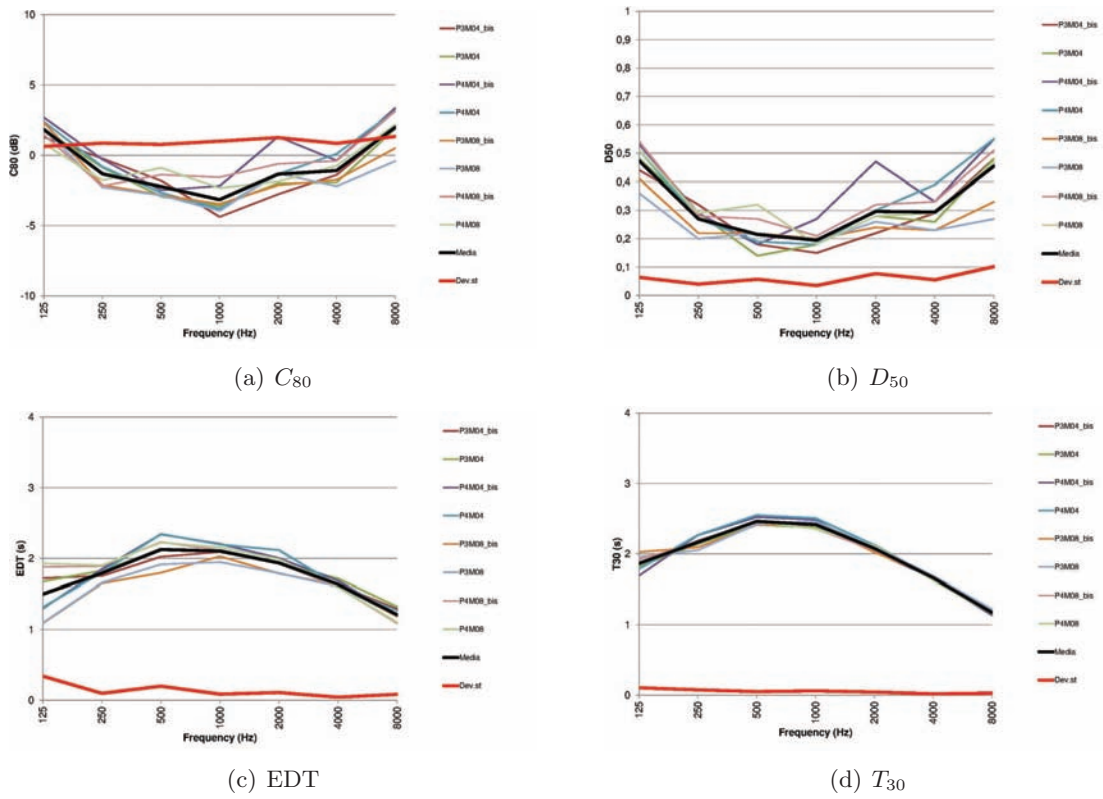 10
5
0
-5
-10
C80 (dB)
125
250
500
1000
2000
4000
8000
Frequency (Hz)
P3M04_bis
P3M04
P4M04_bis
P4M04
P3M08_bis
P3M08
P4M08_bis
P4M08
Media
Dev.st
(a) C80
1
0,9
0,8
0,7
0,6
0,5
0,4
0,3
0,2
0,1
0
D50
125
250
500
1000
2000
4000
8000
Frequency (Hz)
P3M04_bis
P3M04
P4M04_bis
P4M04
P3M08_bis
P3M08
P4M08_bis
P4M08
Media
Dev.st
(b) D50
4
3
2
1
0
EDT (s)
125
250
500
1000
2000
4000
8000
Frequency (Hz)
P3M04_bis
P3M04
P4M04_bis
P4M04
P3M08_bis
P3M08
P4M08_bis
P4M08
Media
Dev.st
(c) EDT
4
3
2
1
0
T30 (s)
125
250
500
1000
2000
4000
8000
Frequency (Hz)
P3M04_bis
P3M04
P4M04_bis
P4M04
P3M08_bis
P3M08
P4M08_bis
P4M08
Media
Dev.st
(d) T30